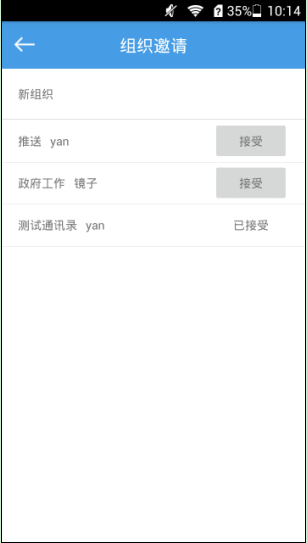 35% 10:14
组织邀请
新组织
推送 yan 接受
政府工作 镜子 接受
测试通讯录 yan 已接受